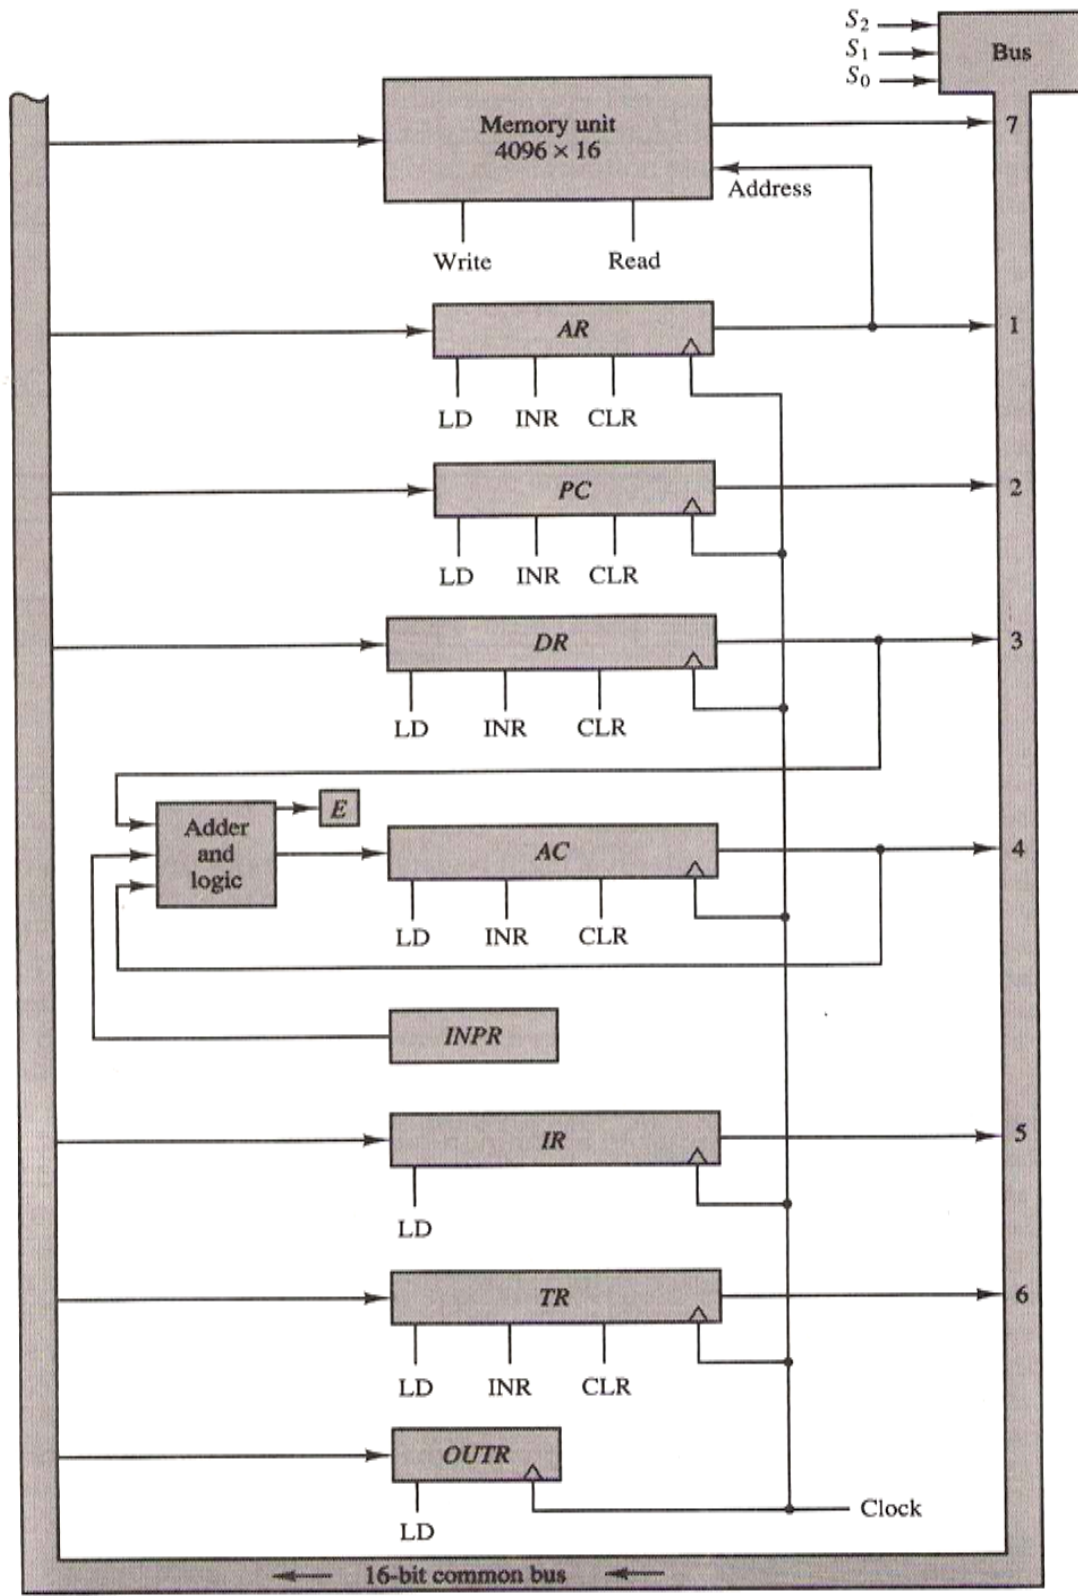 S2
S1
S0
Bus
Memory unit
4096 × 16
7
Address
Write
Read
AR
1
LD
INR
CLR
PC
2
LD
INR
CLR
DR
3
LD
INR
CLR
E
Adder
and
logic
AC
4
LD
INR
CLR
INPR
IR
5
LD
TR
6
LD
INR
CLR
OUTR
LD
Clock
16-bit common bus